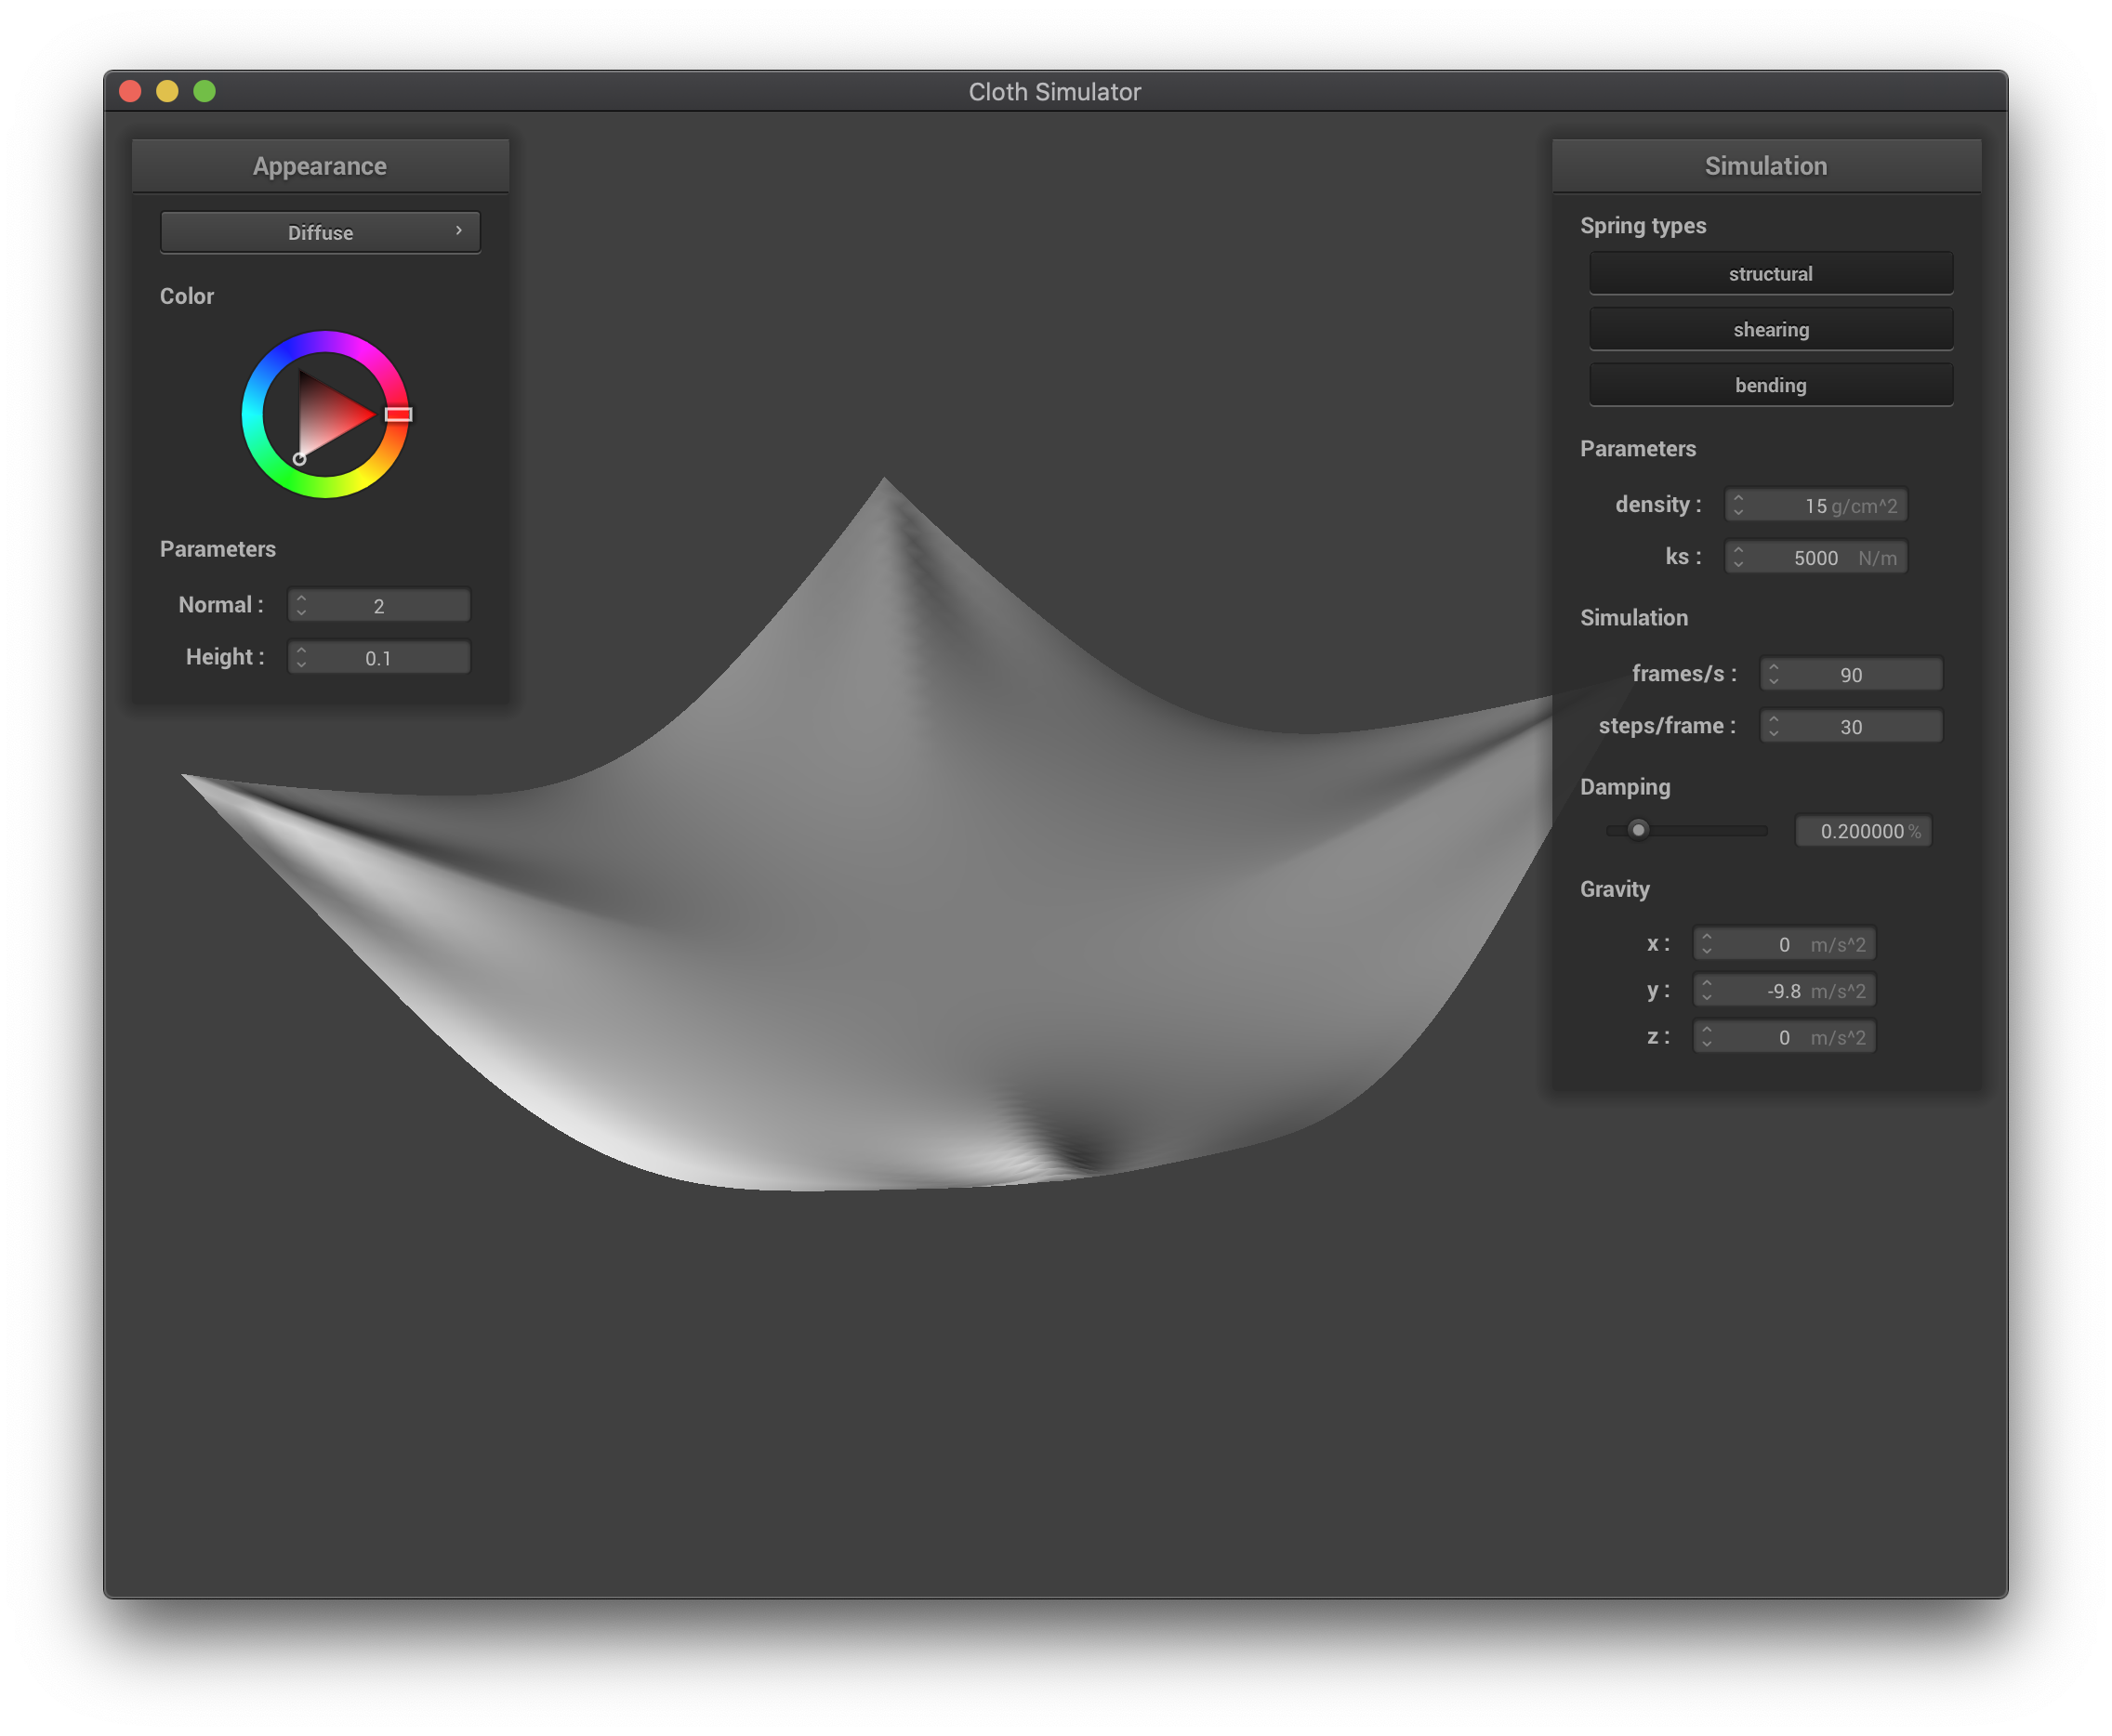 Cloth Simulator
Appearance
Diffuse
Color
Parameters
Normal : 2
Height : 0.1
Simulation
Spring types
structural
shearing
bending
Parameters
density : 15 g/cm^2
ks : 5000 N/m
Simulation
frames/s : 90
steps/frame : 30
Damping
0.200000 %
Gravity
x : 0 m/s^2
y : -9.8 m/s^2
z : 0 m/s^2